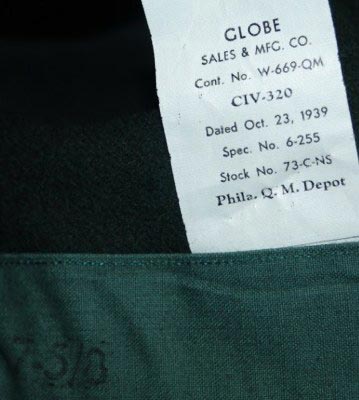 GLOBE
SALES & MFG. CO.
Cont. No. W-669-QM
CIV-320
Dated Oct. 23, 1939
Spec. No. 6-255
Stock No. 73-C-NS
Phila. Q. M. Depot